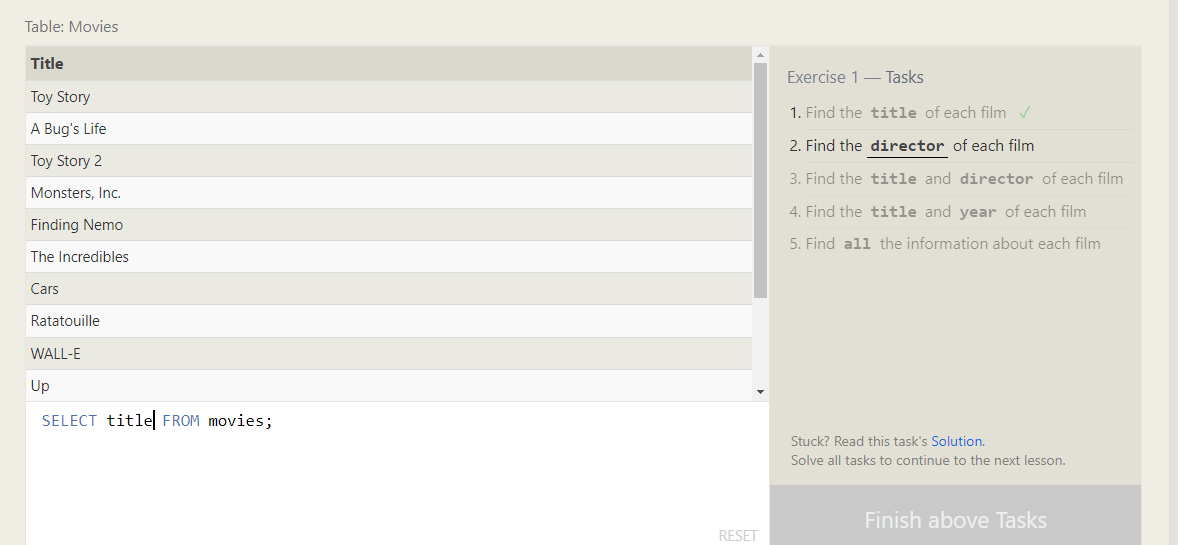 Table: Movies
Title
Toy Story
A Bug's Life
Toy Story 2
Monsters, Inc.
Finding Nemo
The Incredibles
Cars
Ratatouille
WALL-E
Up
SELECT title FROM movies;
RESET
Exercise 1 — Tasks
1. Find the title of each film ✓
2. Find the director of each film
3. Find the title and director of each film
4. Find the title and year of each film
5. Find all the information about each film
Stuck? Read this task's Solution.
Solve all tasks to continue to the next lesson.
Finish above Tasks